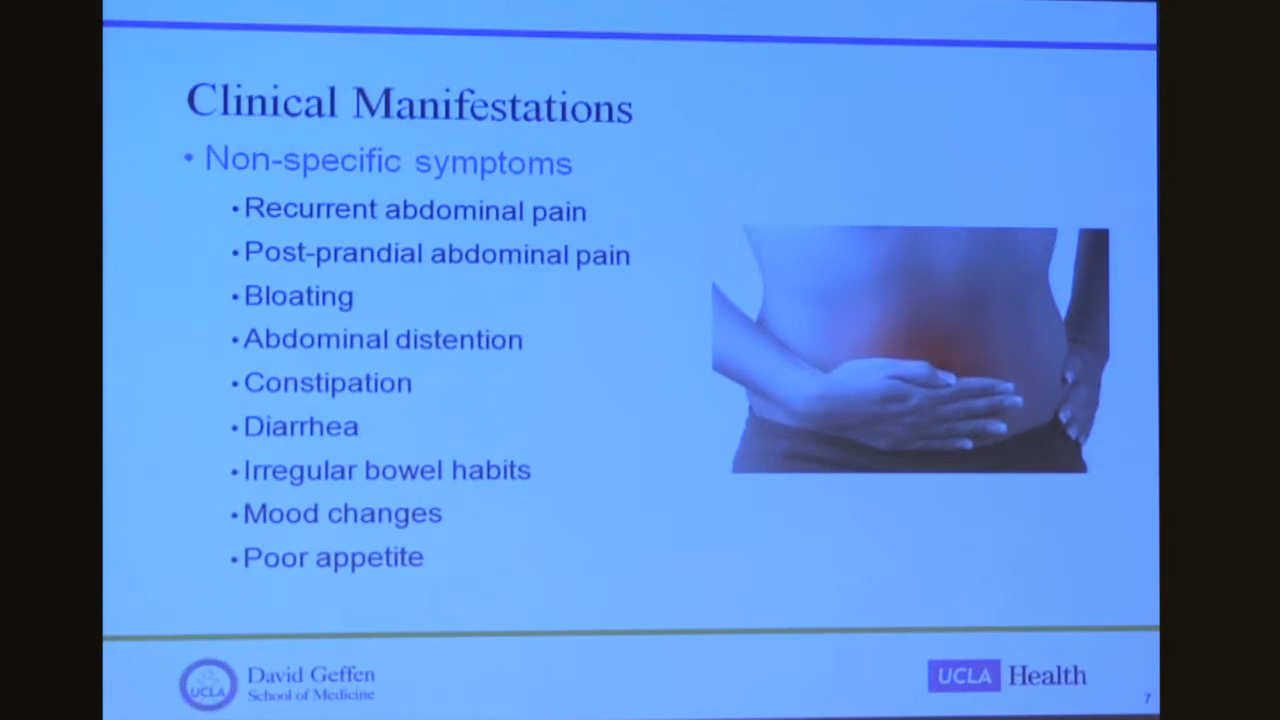 Clinical Manifestations
• Non-specific symptoms
• Recurrent abdominal pain
• Post-prandial abdominal pain
• Bloating
• Abdominal distention
• Constipation
• Diarrhea
• Irregular bowel habits
• Mood changes
• Poor appetite
UCLA
David Geffen
School of Medicine
UCLA Health
7